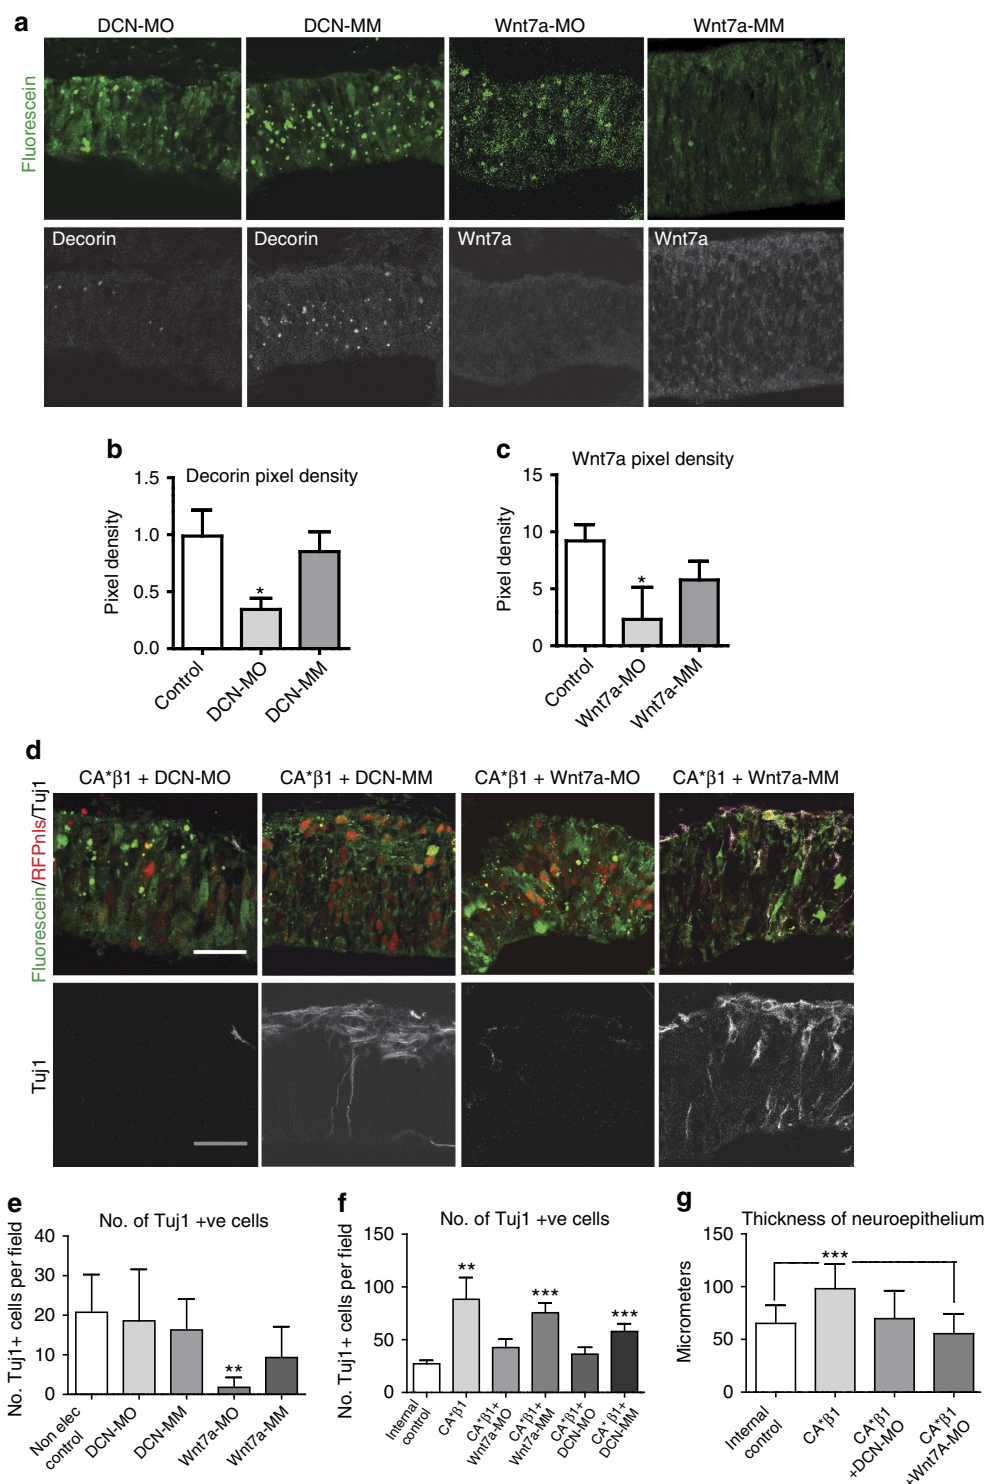 a
DCN-MO
DCN-MM
Wnt7a-MO
Wnt7a-MM
Fluorescein
Decorin
Decorin
Wnt7a
Wnt7a
b
Decorin pixel density
Pixel density
1.5
1.0
0.5
0.0
*
Control
DCN-MO
DCN-MM
c
Wnt7a pixel density
Pixel density
15
10
5
0
*
Control
Wnt7a-MO
Wnt7a-MM
d
CA*β1 + DCN-MO
CA*β1 + DCN-MM
CA*β1 + Wnt7a-MO
CA*β1 + Wnt7a-MM
Fluorescein/RFPnls/Tuj1
Tuj1
e
No. of Tuj1 +ve cells
No. Tuj1+ cells per field
40
30
20
10
0
**
Non elec
control
DCN-MO
DCN-MM
Wnt7a-MO
Wnt7a-MM
f
No. of Tuj1 +ve cells
No. Tuj1+ cells per field
150
100
50
0
**
***
***
Internal
control
CA*β1
CA*β1+
Wnt7a-MO
CA*β1+
Wnt7a-MM
CA*β1+
DCN-MO
CA* β1+
DCN-MM
g
Thickness of neuroepithelium
Micrometers
150
100
50
0
***
Internal
control
CA*β1
CA*β1
+DCN-MO
CA*β1
+Wnt7A-MO